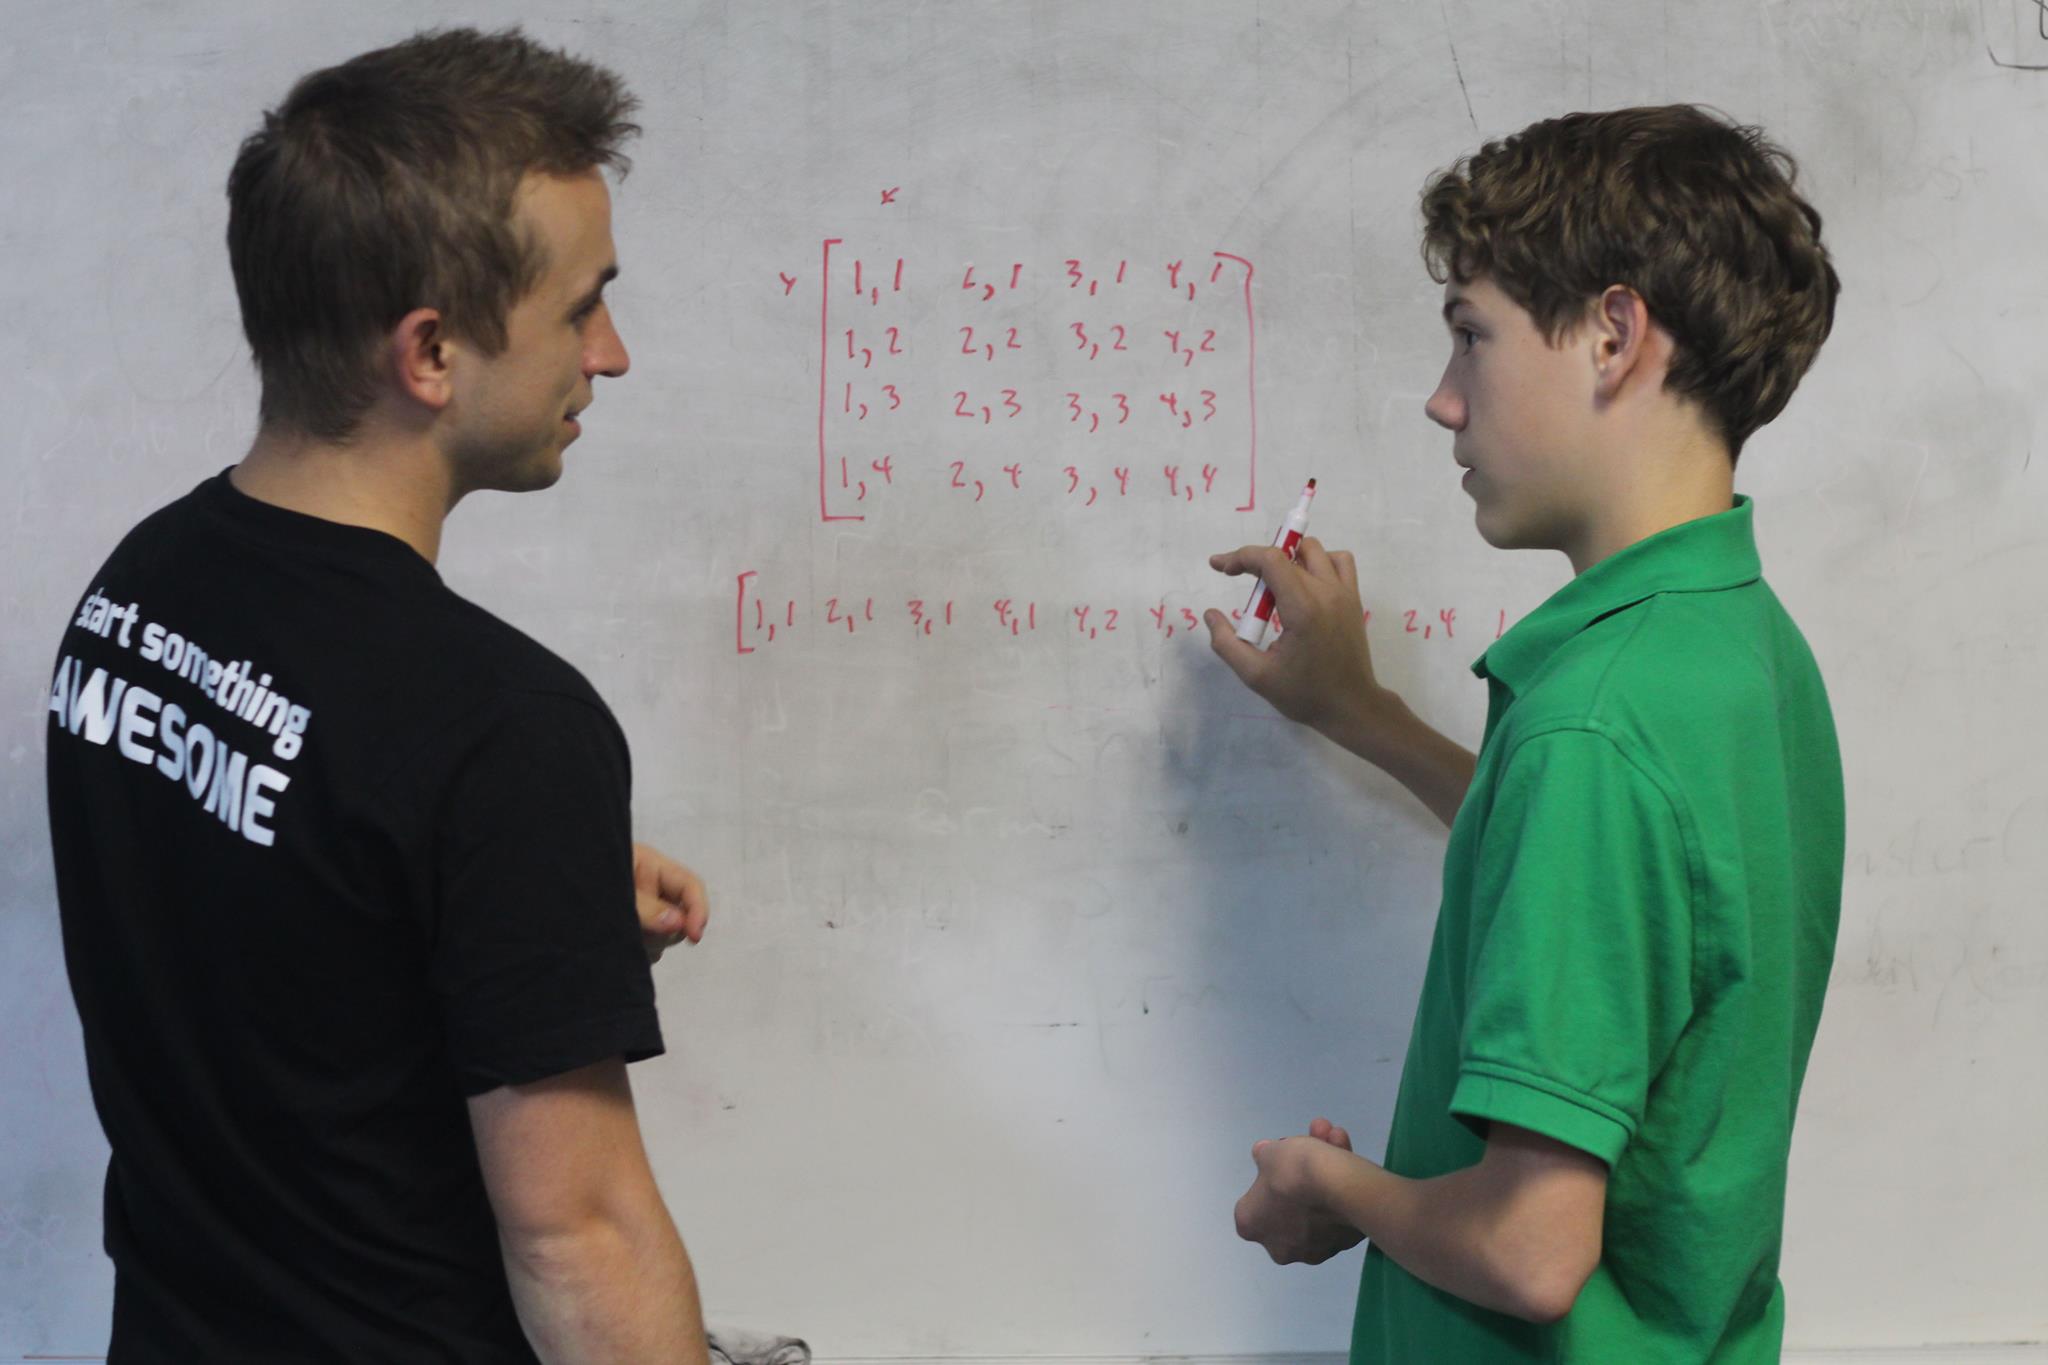 x
y 1,1 2,1 3,1 4,1
1,2 2,2 3,2 4,2
1,3 2,3 3,3 4,3
1,4 2,4 3,4 4,4
[1,1 2,1 3,1 4,1 4,2 4,3 2,4
start something
AWESOME